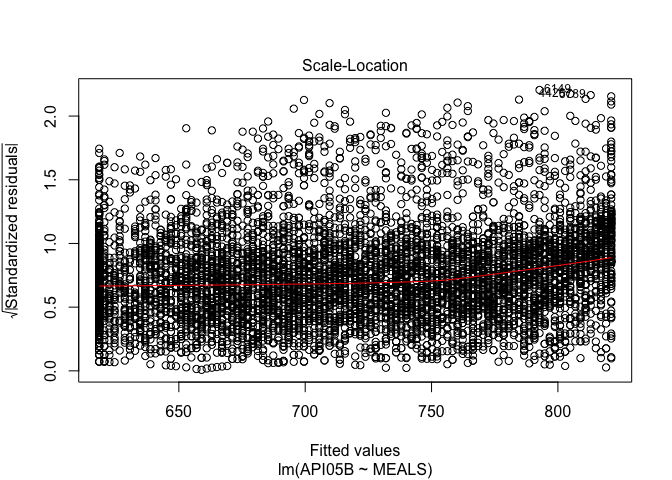 Scale-Location
√|Standardized residuals|
2.0
1.5
1.0
0.5
0.0
650
700
750
800
Fitted values
lm(API05B ~ MEALS)